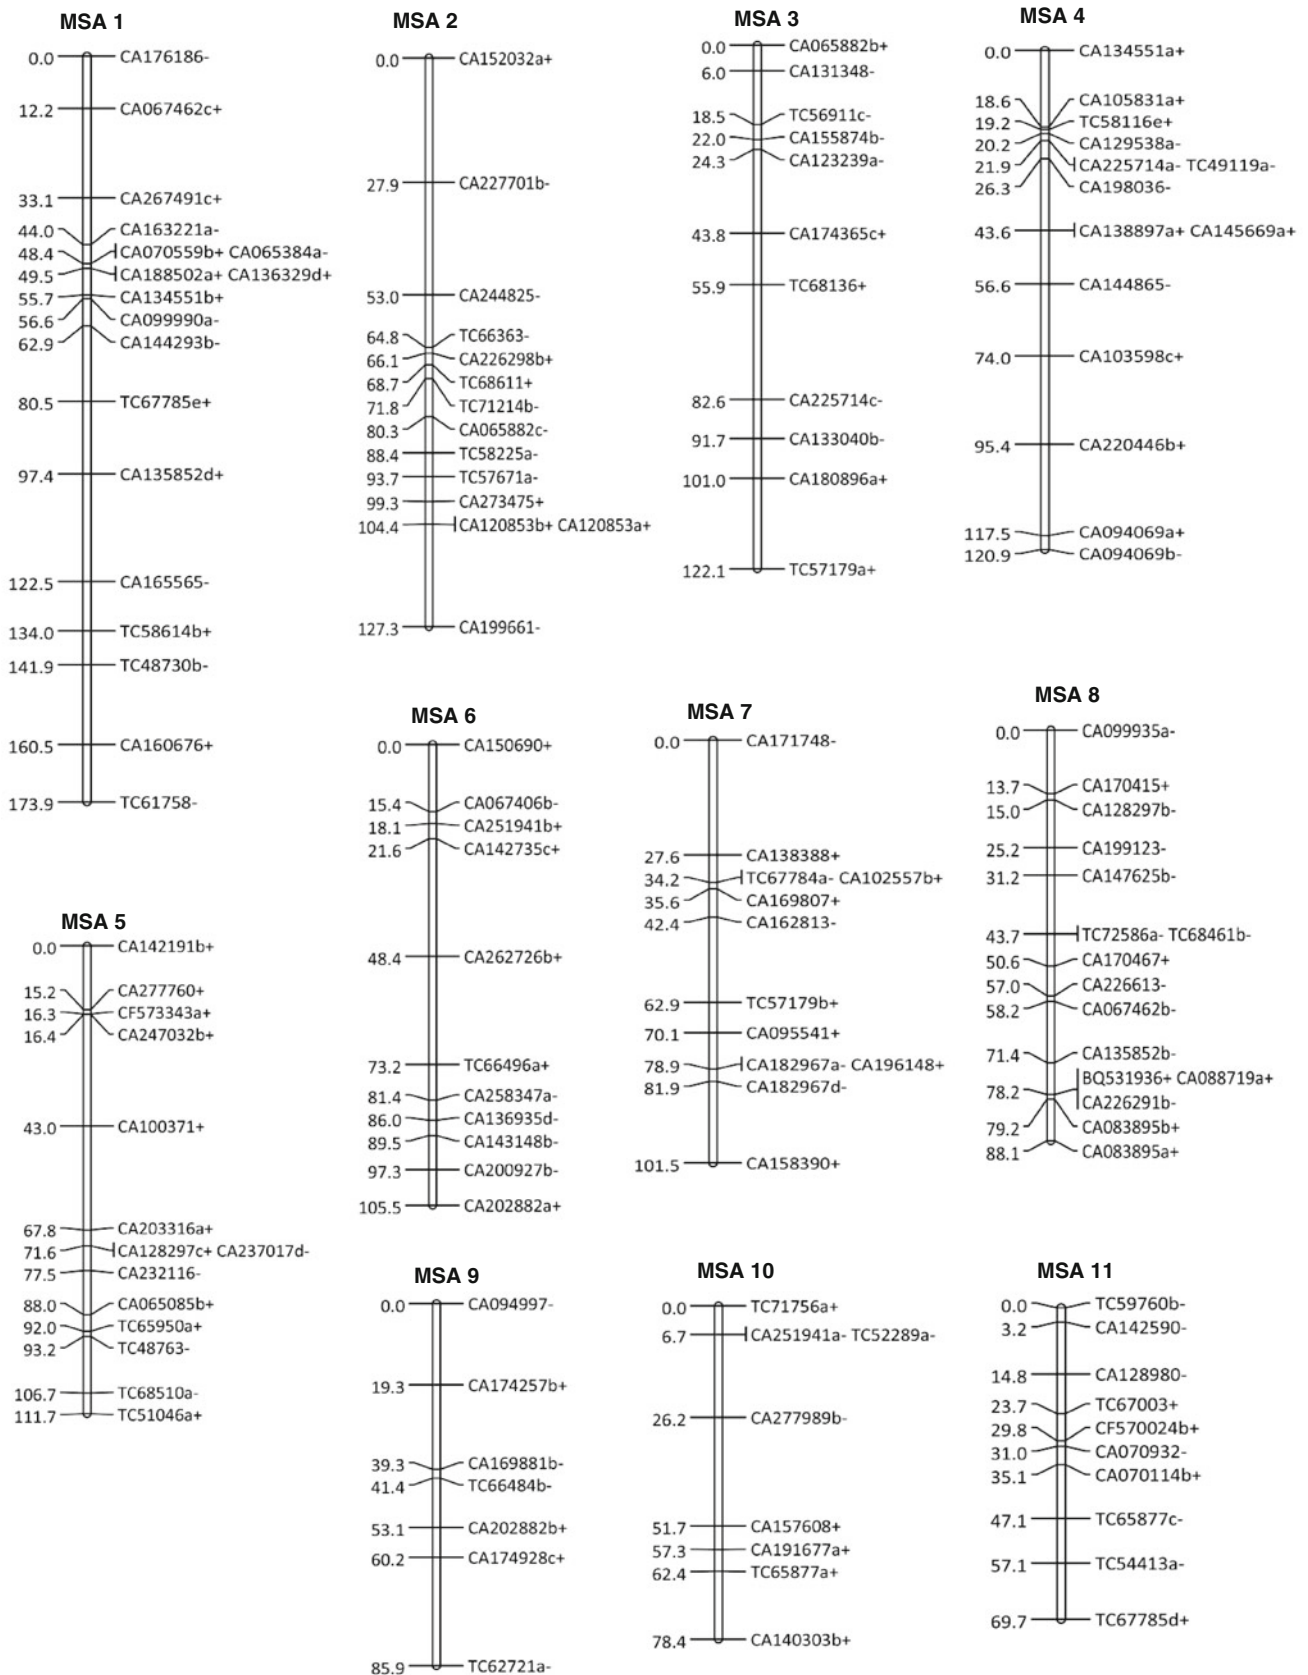 MSA 1
0.0 CA176186-
12.2 CA067462c+
33.1 CA267491c+
44.0 CA163221a-
48.4 CA070559b+ CA065384a-
49.5 CA188502a+ CA136329d+
55.7 CA134551b+
56.6 CA099990a-
62.9 CA144293b-
80.5 TC67785e+
97.4 CA135852d+
122.5 CA165565-
134.0 TC58614b+
141.9 TC48730b-
160.5 CA160676+
173.9 TC61758-
MSA 2
0.0 CA152032a+
27.9 CA227701b-
53.0 CA244825-
64.8 TC66363-
66.1 CA226298b+
68.7 TC68611+
71.8 TC71214b-
80.3 CA065882c-
88.4 TC58225a-
93.7 TC57671a-
99.3 CA273475+
104.4 CA120853b+ CA120853a+
127.3 CA199661-
MSA 3
0.0 CA065882b+
6.0 CA131348-
18.5 TC56911c-
22.0 CA155874b-
24.3 CA123239a-
43.8 CA174365c+
55.9 TC68136+
82.6 CA225714c-
91.7 CA133040b-
101.0 CA180896a+
122.1 TC57179a+
MSA 4
0.0 CA134551a+
18.6 CA105831a+
19.2 TC58116e+
20.2 CA129538a-
21.9 CA225714a- TC49119a-
26.3 CA198036-
43.6 CA138897a+ CA145669a+
56.6 CA144865-
74.0 CA103598c+
95.4 CA220446b+
117.5 CA094069a+
120.9 CA094069b-
MSA 5
0.0 CA142191b+
15.2 CA277760+
16.3 CF573343a+
16.4 CA247032b+
43.0 CA100371+
67.8 CA203316a+
71.6 CA128297c+ CA237017d-
77.5 CA232116-
88.0 CA065085b+
92.0 TC65950a+
93.2 TC48763-
106.7 TC68510a-
111.7 TC51046a+
MSA 6
0.0 CA150690+
15.4 CA067406b-
18.1 CA251941b+
21.6 CA142735c+
48.4 CA262726b+
73.2 TC66496a+
81.4 CA258347a-
86.0 CA136935d-
89.5 CA143148b-
97.3 CA200927b-
105.5 CA202882a+
MSA 7
0.0 CA171748-
27.6 CA138388+
34.2 TC67784a- CA102557b+
35.6 CA169807+
42.4 CA162813-
62.9 TC57179b+
70.1 CA095541+
78.9 CA182967a- CA196148+
81.9 CA182967d-
101.5 CA158390+
MSA 8
0.0 CA099935a-
13.7 CA170415+
15.0 CA128297b-
25.2 CA199123-
31.2 CA147625b-
43.7 TC72586a- TC68461b-
50.6 CA170467+
57.0 CA226613-
58.2 CA067462b-
71.4 CA135852b-
BQ531936+ CA088719a+
78.2 CA226291b-
79.2 CA083895b+
88.1 CA083895a+
MSA 9
0.0 CA094997-
19.3 CA174257b+
39.3 CA169881b-
41.4 TC66484b-
53.1 CA202882b+
60.2 CA174928c+
85.9 TC62721a-
MSA 10
0.0 TC71756a+
6.7 CA251941a- TC52289a-
26.2 CA277989b-
51.7 CA157608+
57.3 CA191677a+
62.4 TC65877a+
78.4 CA140303b+
MSA 11
0.0 TC59760b-
3.2 CA142590-
14.8 CA128980-
23.7 TC67003+
29.8 CF570024b+
31.0 CA070932-
35.1 CA070114b+
47.1 TC65877c-
57.1 TC54413a-
69.7 TC67785d+